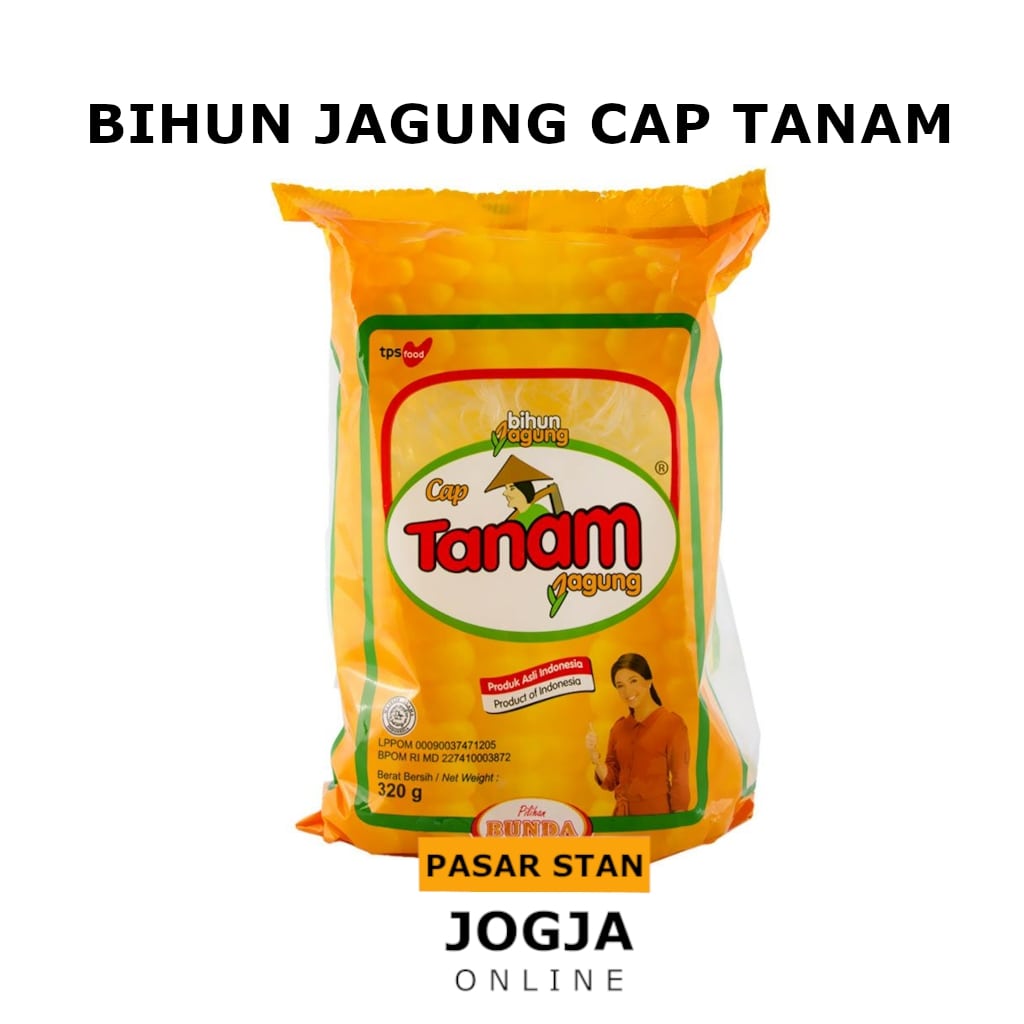 BIHUN JAGUNG CAP TANAM
tps food
bihun
jagung
®
Cap
Tanam
jagung
Produk Asli Indonesia
Product of Indonesia
LPPOM 00090037471205
BPOM RI MD 227410003872
Berat Bersih / Net Weight :
320 g
Pilihan
BUNDA
PASAR STAN
JOGJA
ONLINE